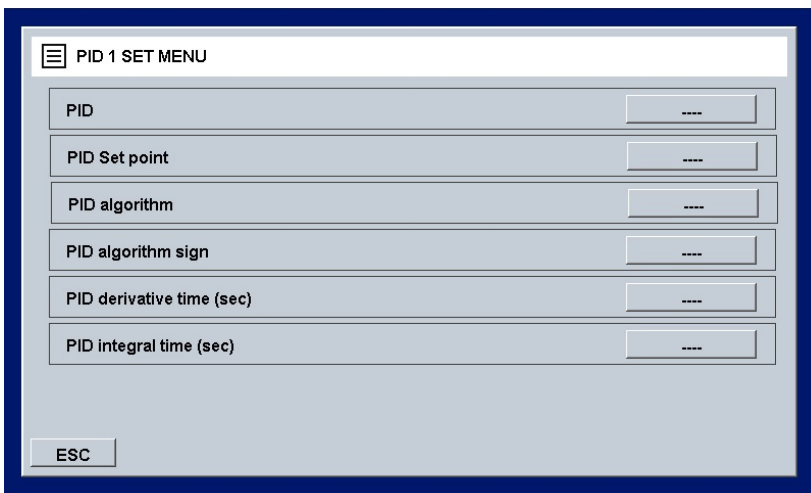 PID 1 SET MENU
PID ----
PID Set point ----
PID algorithm ----
PID algorithm sign ----
PID derivative time (sec) ----
PID integral time (sec) ----
ESC